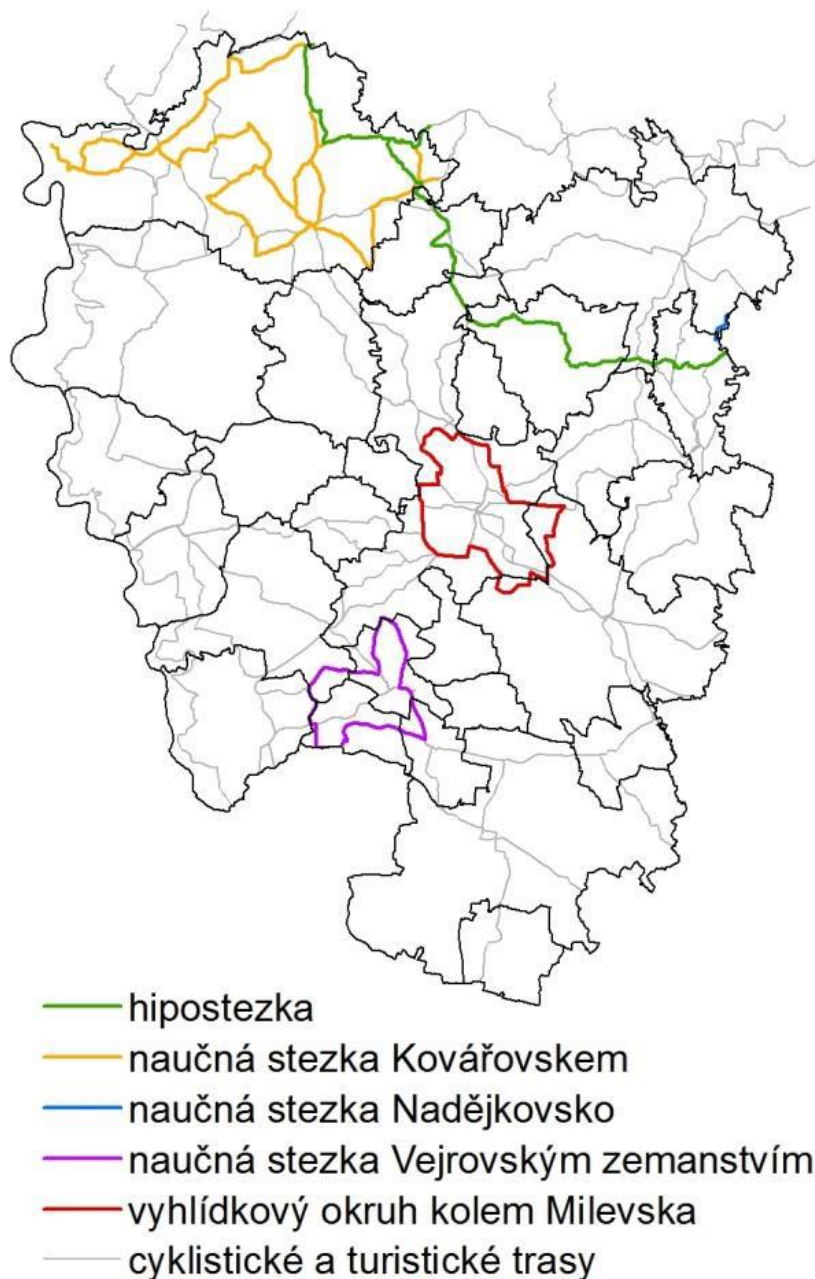 hipostezka
naučná stezka Kovářovskem
naučná stezka Nadějkovsko
naučná stezka Vejrovským zemanstvím
vyhlídkový okruh kolem Milevska
cyklistické a turistické trasy